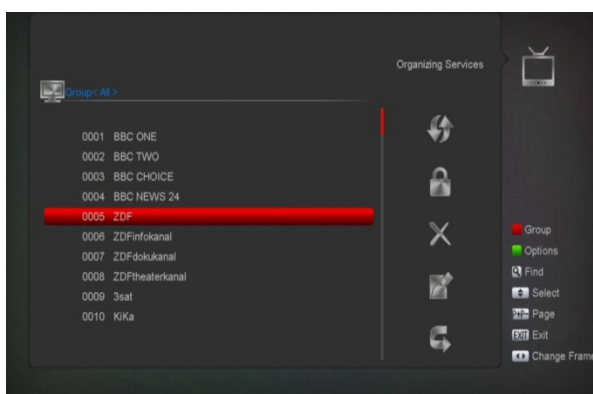 Organizing Services
Group< All >
0001 BBC ONE
0002 BBC TWO
0003 BBC CHOICE
0004 BBC NEWS 24
0005 ZDF
0006 ZDFinfokanal
0007 ZDFdokukanal
0008 ZDFtheaterkanal
0009 3sat
0010 KiKa
Group
Options
Find
Select
P+P- Page
EXIT Exit
Change Frame